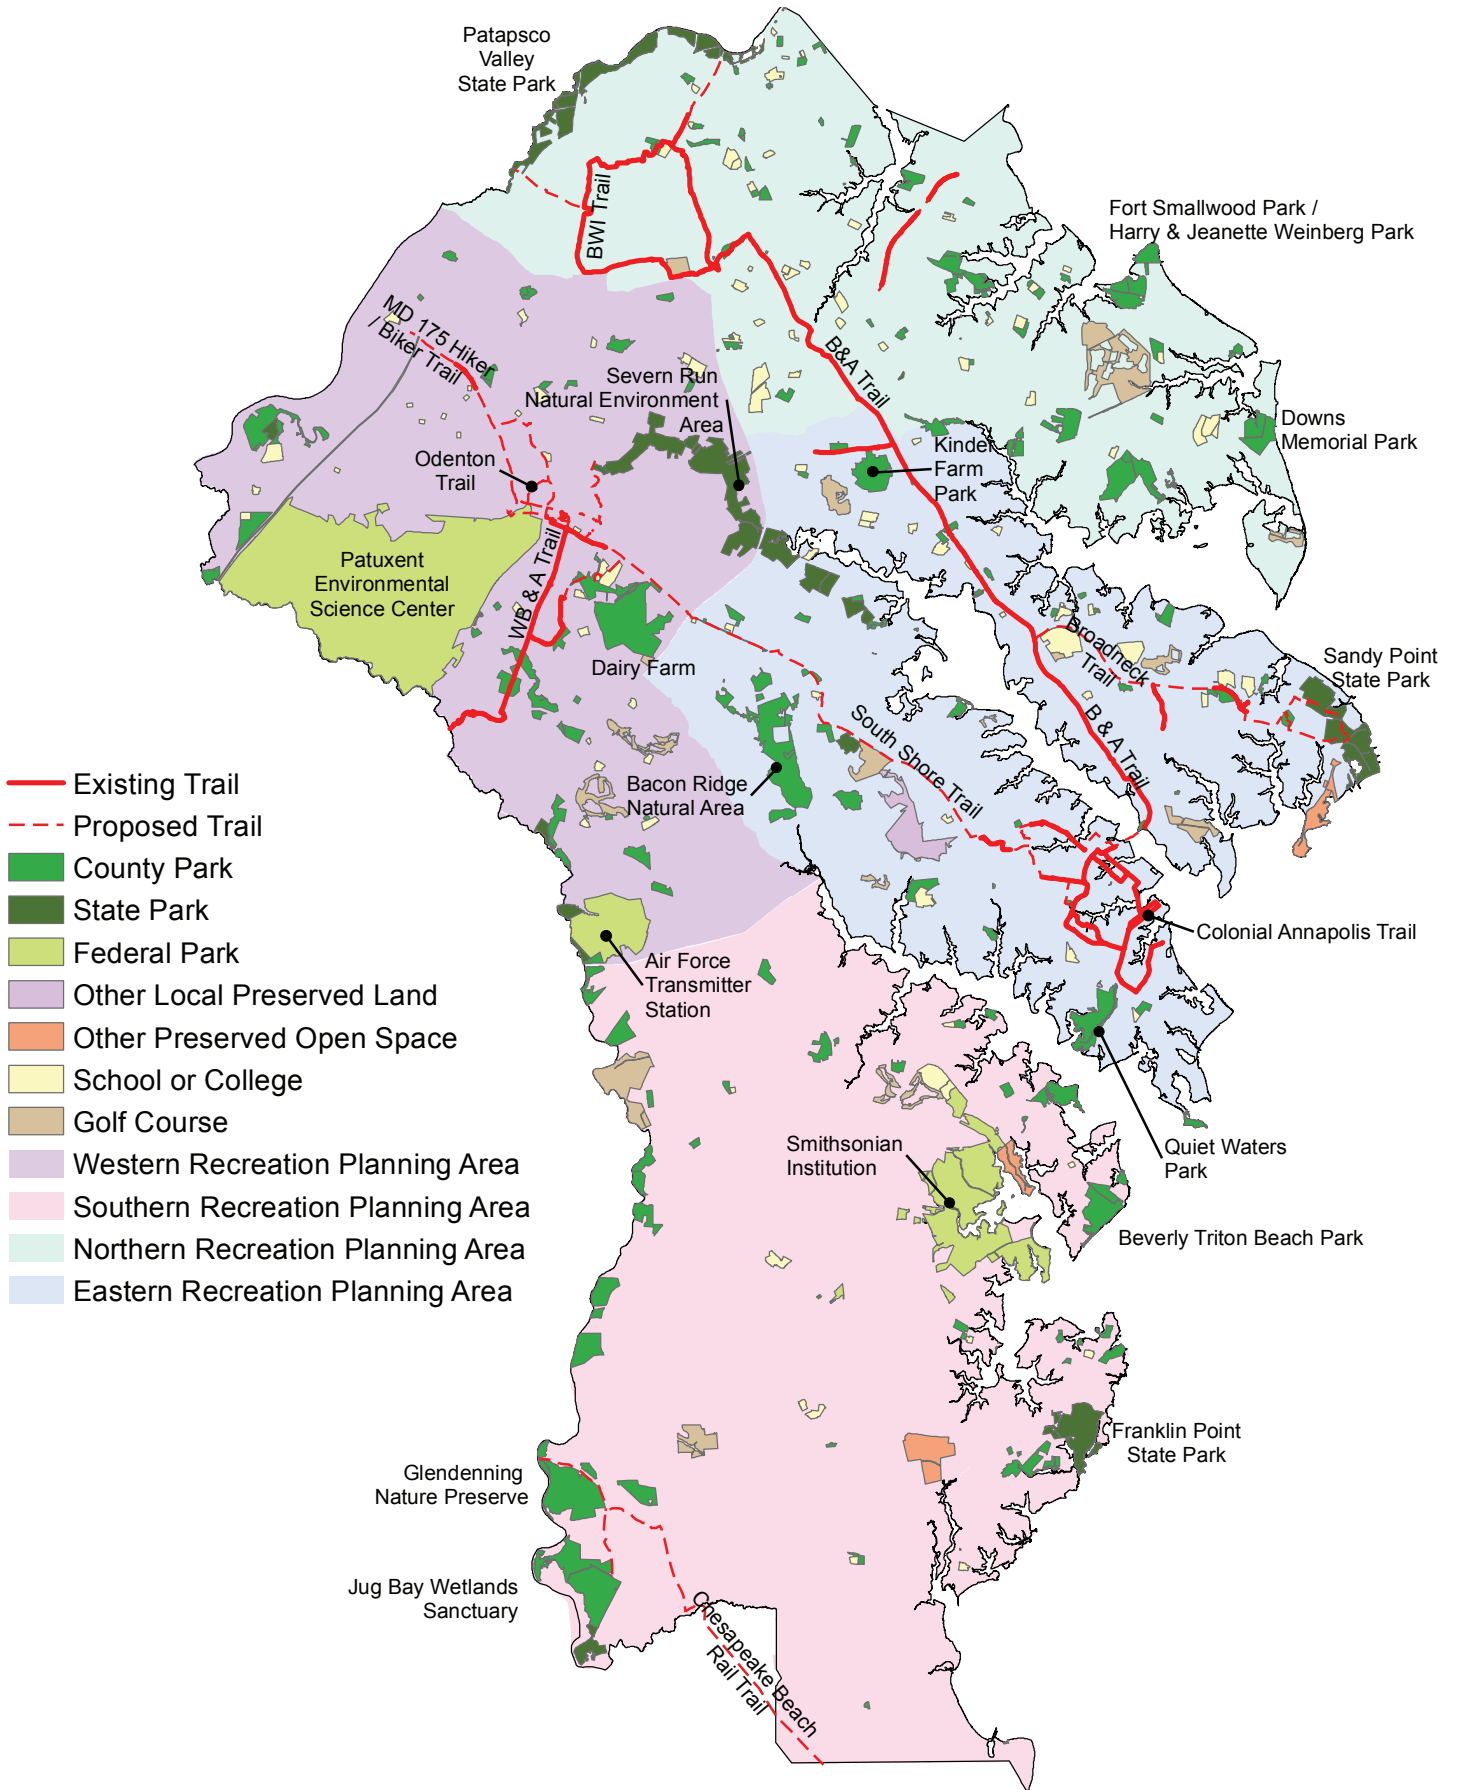 Patapsco
Valley
State Park
Fort Smallwood Park /
Harry & Jeanette Weinberg Park
BWI Trail
MD 175 Hiker
/ Biker Trail
B&A Trail
Severn Run
Natural Environment
Area
Downs
Memorial Park
Kinder
Farm
Park
Odenton
Trail
Patuxent
Environmental
Science Center
WB & A Trail
Dairy Farm
Broadneck
Trail
Sandy Point
State Park
South Shore Trail
B & A Trail
Bacon Ridge
Natural Area
Existing Trail
Proposed Trail
County Park
State Park
Federal Park
Other Local Preserved Land
Other Preserved Open Space
School or College
Golf Course
Western Recreation Planning Area
Southern Recreation Planning Area
Northern Recreation Planning Area
Eastern Recreation Planning Area
Colonial Annapolis Trail
Air Force
Transmitter
Station
Smithsonian
Institution
Quiet Waters
Park
Beverly Triton Beach Park
Franklin Point
State Park
Glendenning
Nature Preserve
Jug Bay Wetlands
Sanctuary
Chesapeake Beach
Rail Trail